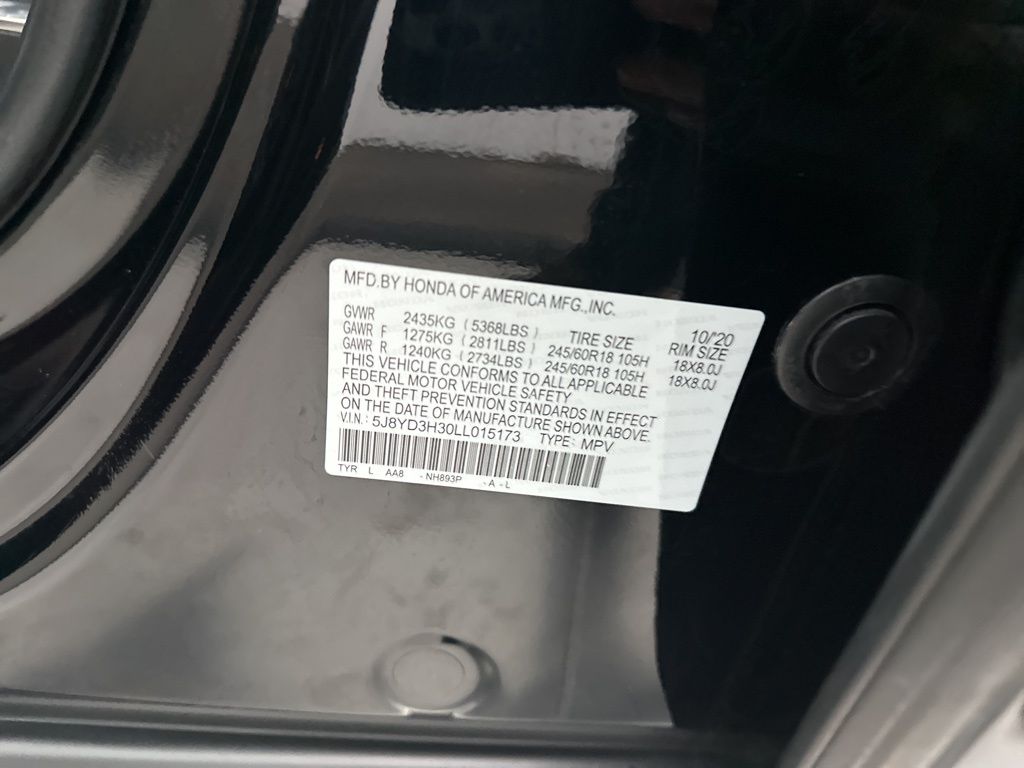 MFD.BY HONDA OF AMERICA MFG.,INC.
GVWR 2435KG (5368LBS) TIRE SIZE 10/'20
GAWR F 1275KG (2811LBS) 245/60R18 105H RIM SIZE 18X8.0J
GAWR R 1240KG (2734LBS) 245/60R18 105H 18X8.0J
THIS VEHICLE CONFORMS TO ALL APPLICABLE
FEDERAL MOTOR VEHICLE SAFETY
AND THEFT PREVENTION STANDARDS IN EFFECT
ON THE DATE OF MANUFACTURE SHOWN ABOVE.
V.I.N.: 5J8YD3H30LL015173 TYPE: MPV
TYR L AA8 -NH893P -A-L